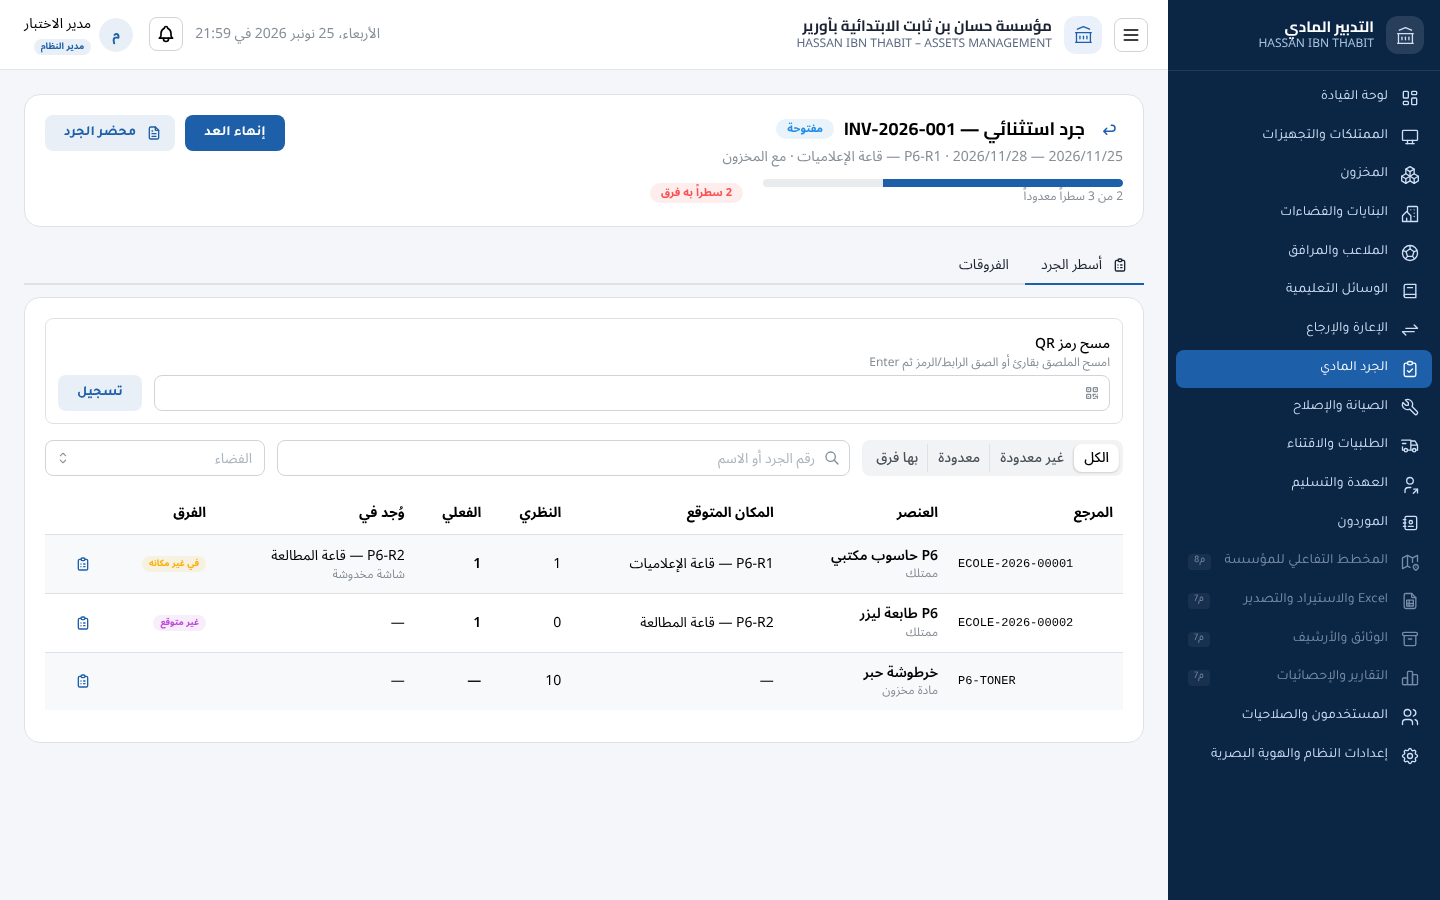 التدبير المادي
HASSAN IBN THABIT
لوحة القيادة
الممتلكات والتجهيزات
المخزون
البنايات والفضاءات
الملاعب والمرافق
الوسائل التعليمية
الإعارة والإرجاع
الجرد المادي
الصيانة والإصلاح
الطلبيات والاقتناء
العهدة والتسليم
الموردون
المخطط التفاعلي للمؤسسة م8
Excel والاستيراد والتصدير م7
الوثائق والأرشيف م7
التقارير والإحصائيات م7
المستخدمون والصلاحيات
إعدادات النظام والهوية البصرية
مؤسسة حسان بن ثابت الابتدائية بأورير
HASSAN IBN THABIT – ASSETS MANAGEMENT
الأربعاء، 25 نونبر 2026 في 21:59
م
مدير الاختبار
مدير النظام
جرد استثنائي — INV-2026-001 مفتوحة
إنهاء العد
محضر الجرد
2026/11/25 — 2026/11/28 · P6-R1 — قاعة الإعلاميات · مع المخزون
2 من 3 سطراً معدوداً
2 سطراً به فرق
أسطر الجرد
الفروقات
مسح رمز QR
امسح الملصق بقارئ أو الصق الرابط/الرمز ثم Enter
تسجيل
الكل غير معدودة معدودة بها فرق
رقم الجرد أو الاسم
الفضاء
المرجع العنصر المكان المتوقع النظري الفعلي وُجد في الفرق
ECOLE-2026-00001 P6 حاسوب مكتبي P6-R1 — قاعة الإعلاميات 1 1 P6-R2 — قاعة المطالعة في غير مكانه
ممتلك شاشة مخدوشة
ECOLE-2026-00002 P6 طابعة ليزر P6-R2 — قاعة المطالعة 0 1 — غير متوقع
ممتلك
P6-TONER خرطوشة حبر — 10 — —
مادة مخزون